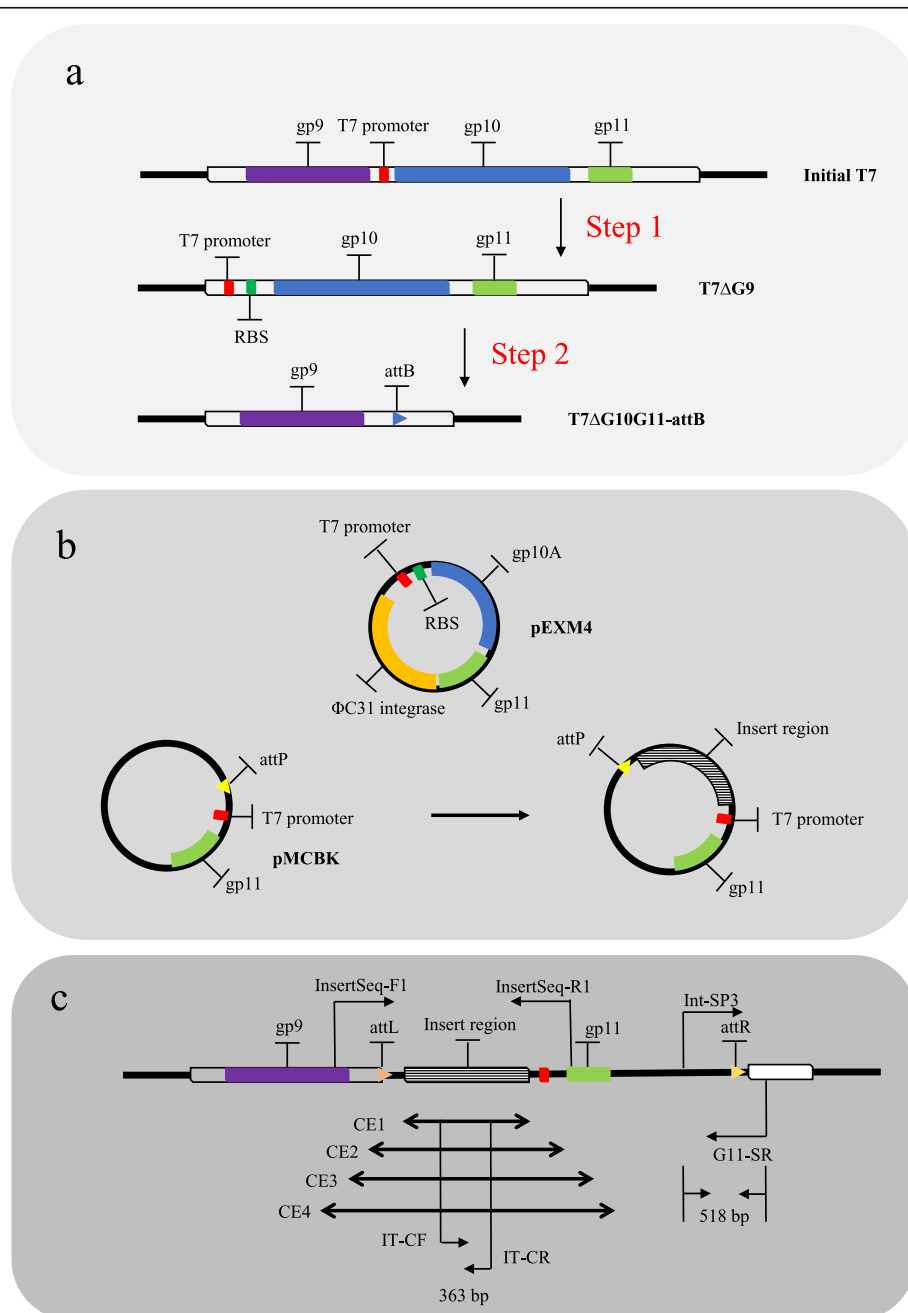 a
gp9
T7 promoter
gp10
gp11
Initial T7
Step 1
T7 promoter
gp10
gp11
T7ΔG9
RBS
Step 2
gp9
attB
T7ΔG10G11-attB
b
T7 promoter
gp10A
RBS
pEXM4
ΦC31 integrase
gp11
attP
T7 promoter
pMCBK
gp11
attP
Insert region
T7 promoter
gp11
c
InsertSeq-F1
InsertSeq-R1
Int-SP3
gp9
attL
Insert region
gp11
attR
CE1
CE2
G11-SR
CE3
CE4
518 bp
IT-CF
IT-CR
363 bp